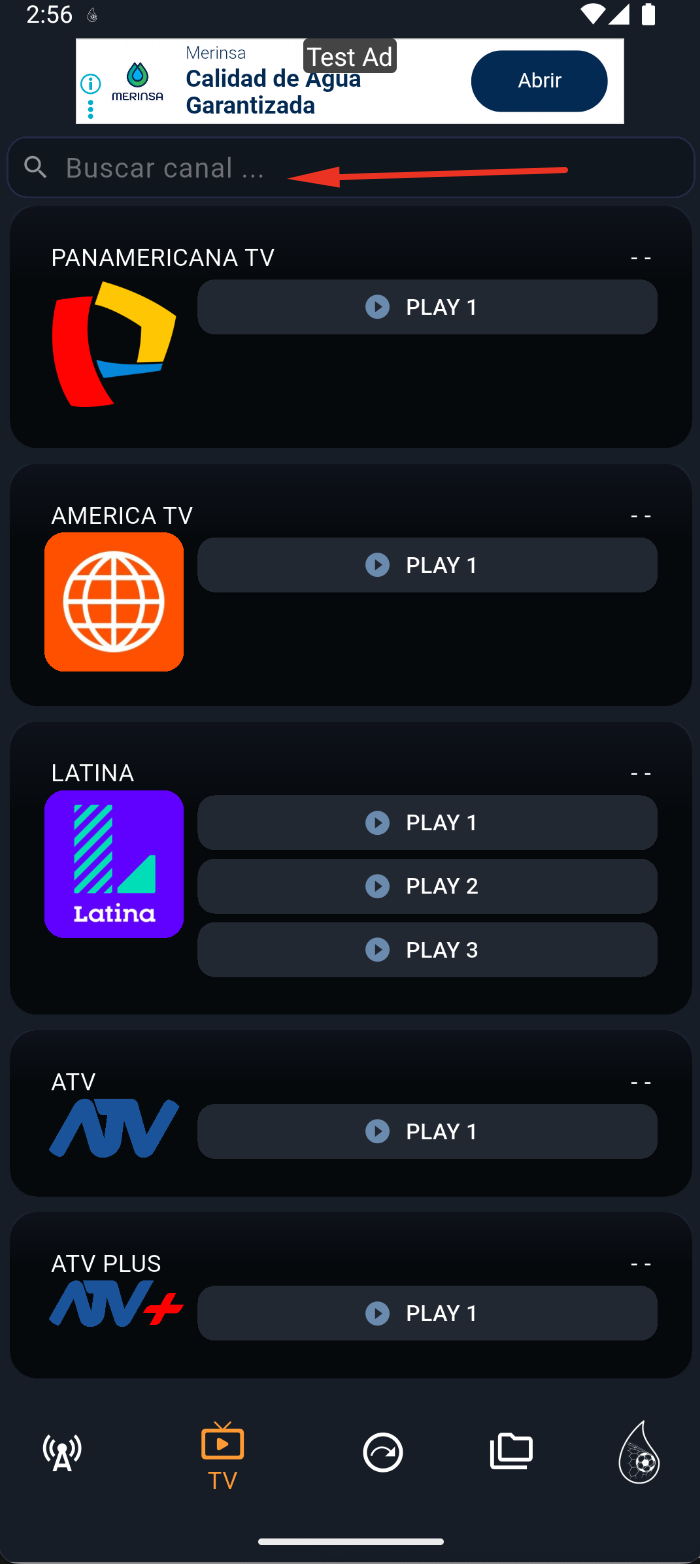 2:56
Merinsa
Test Ad
Calidad de Agua
Garantizada
MERINSA
Abrir
Buscar canal ...
PANAMERICANA TV - -
PLAY 1
AMERICA TV - -
PLAY 1
LATINA - -
PLAY 1
PLAY 2
PLAY 3
Latina
ATV - -
ATV
PLAY 1
ATV PLUS - -
ATV+
PLAY 1
TV